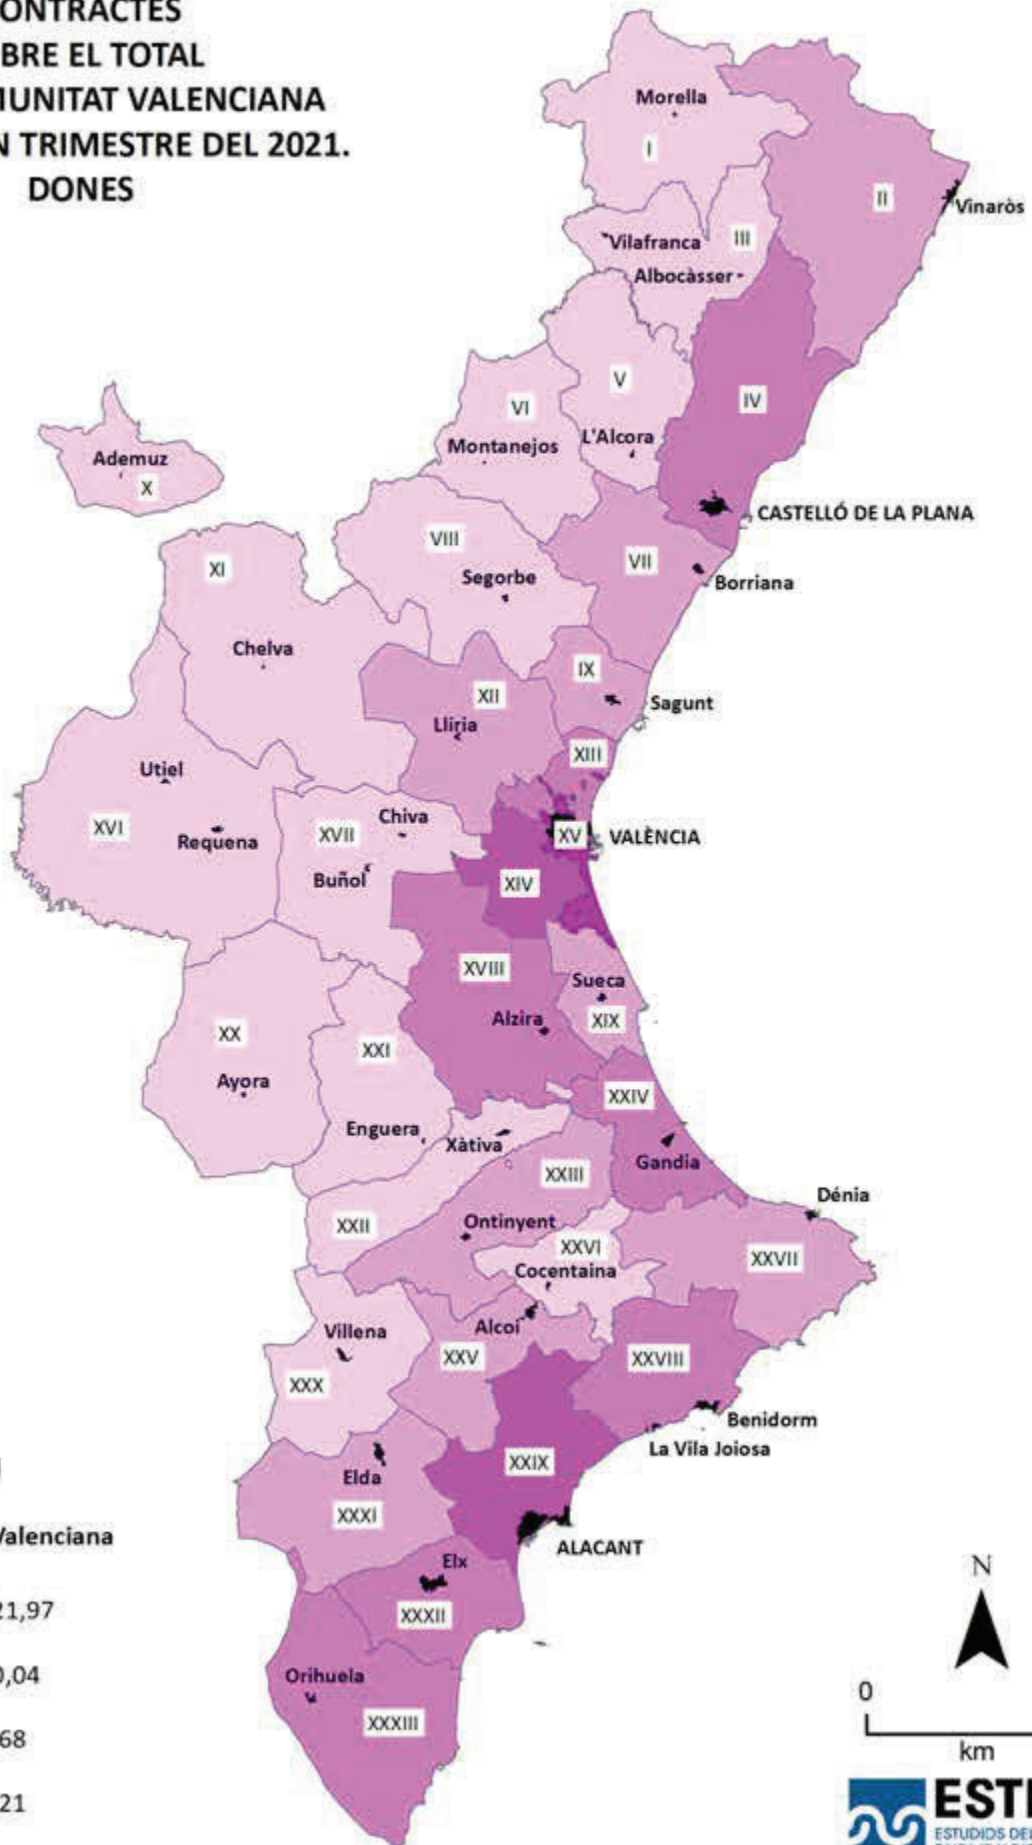 ONTRACTES
BRE EL TOTAL
MUNITAT VALENCIANA
N TRIMESTRE DEL 2021.
DONES
Morella
I
II
Vinaròs
Vilafranca
III
Albocàsser
V
IV
VI
L'Alcora
Montanejos
Ademuz
X
CASTELLÓ DE LA PLANA
VIII
VII
XI
Segorbe
Borriana
Chelva
IX
XII
Sagunt
Llíria
XIII
Utiel
Chiva
XVI
XVII
XV
VALÈNCIA
Requena
Buñol
XIV
XVIII
Sueca
Alzira
XIX
XX
XXI
Ayora
XXIV
Enguera
Xàtiva
Gandia
XXIII
Dénia
XXII
Ontinyent
XXVI
XXVII
Cocentaina
Alcoi
Villena
XXV
XXVIII
XXX
Benidorm
La Vila Joiosa
XXIX
Elda
XXXI
Valenciana
ALACANT
Elx
N
21,97
XXXII
0,04
Orihuela
0
XXXIII
68
km
21
ESTE
ESTUDIOS DEL